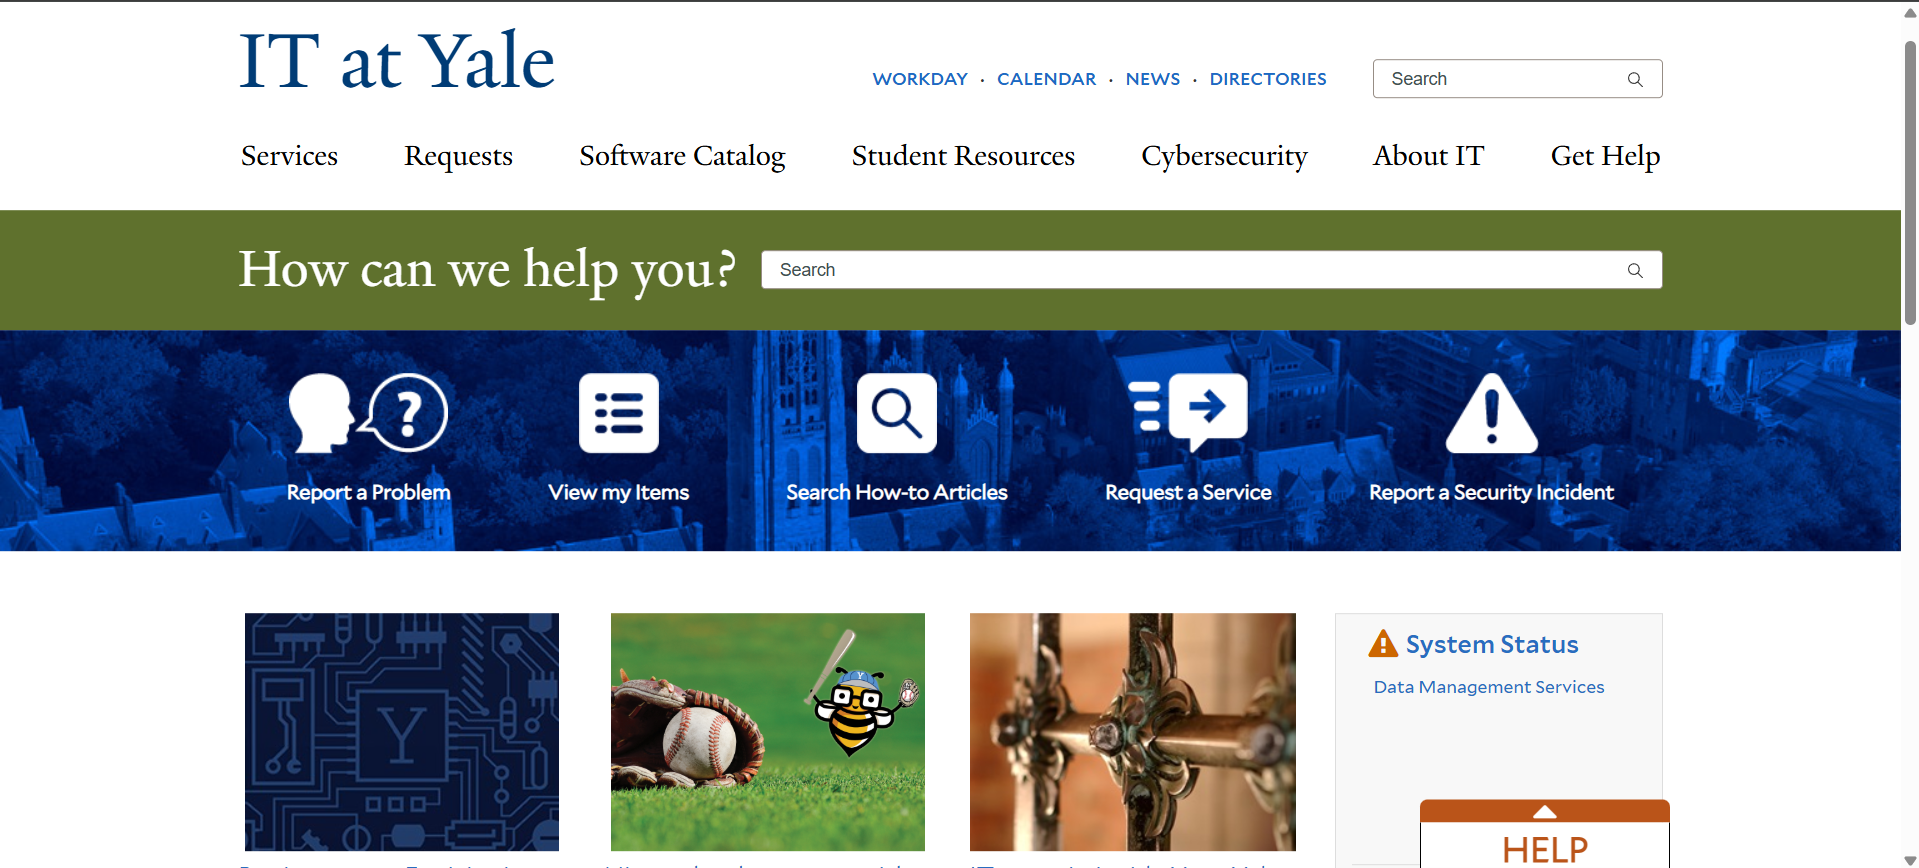 IT at Yale
WORKDAY · CALENDAR · NEWS · DIRECTORIES
Search
Services Requests Software Catalog Student Resources Cybersecurity About IT Get Help
How can we help you?
Search
?
Report a Problem
View my Items
Search How-to Articles
Request a Service
!
Report a Security Incident
Y
Y
! System Status
Data Management Services
HELP